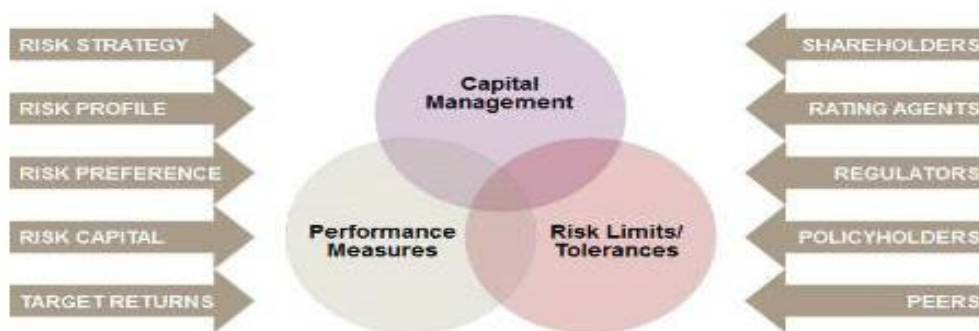 RISK STRATEGY
RISK PROFILE
RISK PREFERENCE
RISK CAPITAL
TARGET RETURNS
Capital
Management
Performance
Measures
Risk Limits/
Tolerances
SHAREHOLDERS
RATING AGENTS
REGULATORS
POLICYHOLDERS
PEERS